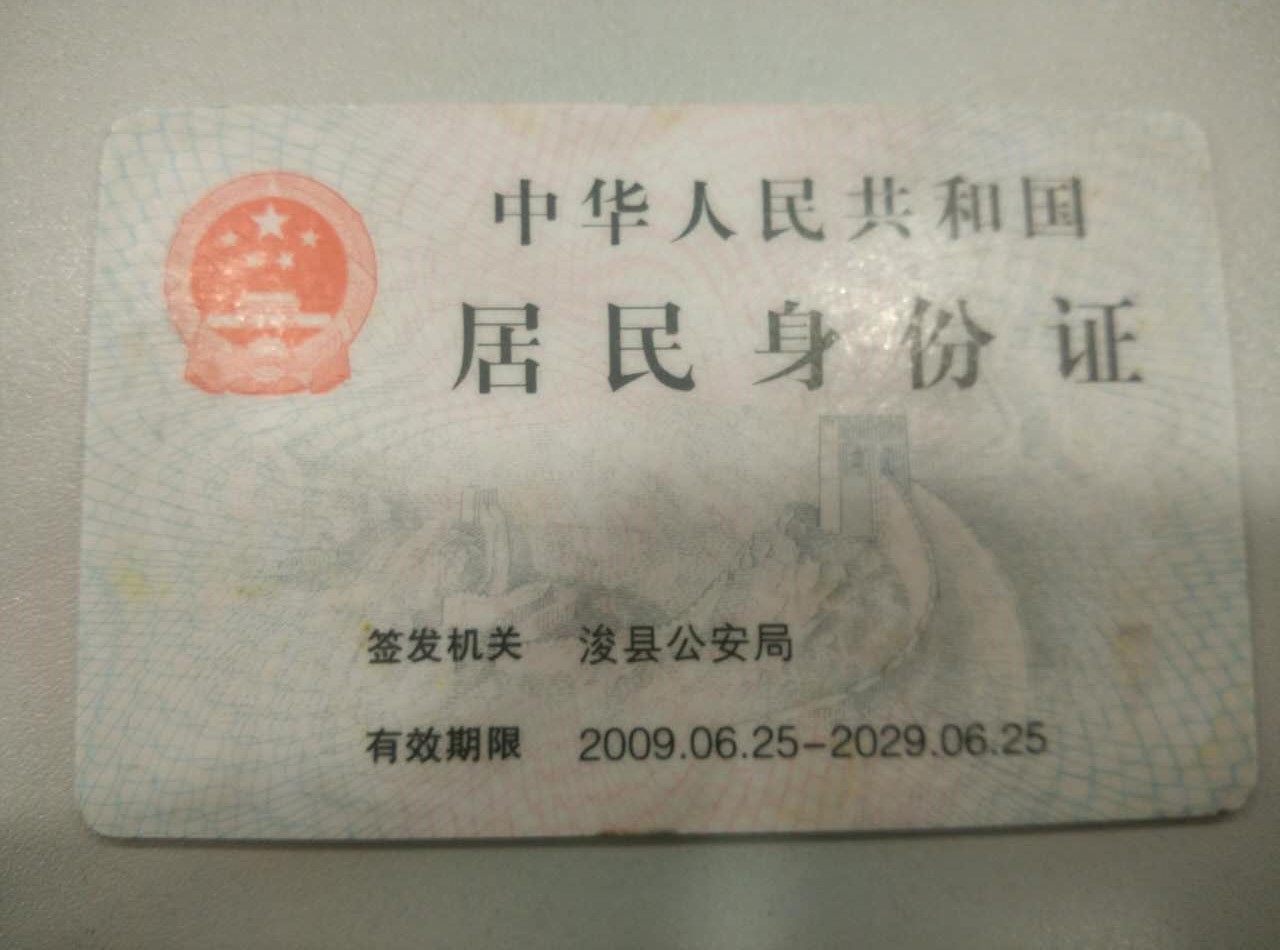 中华人民共和国
居民身份证
签发机关 浚县公安局
有效期限 2009.06.25-2029.06.25